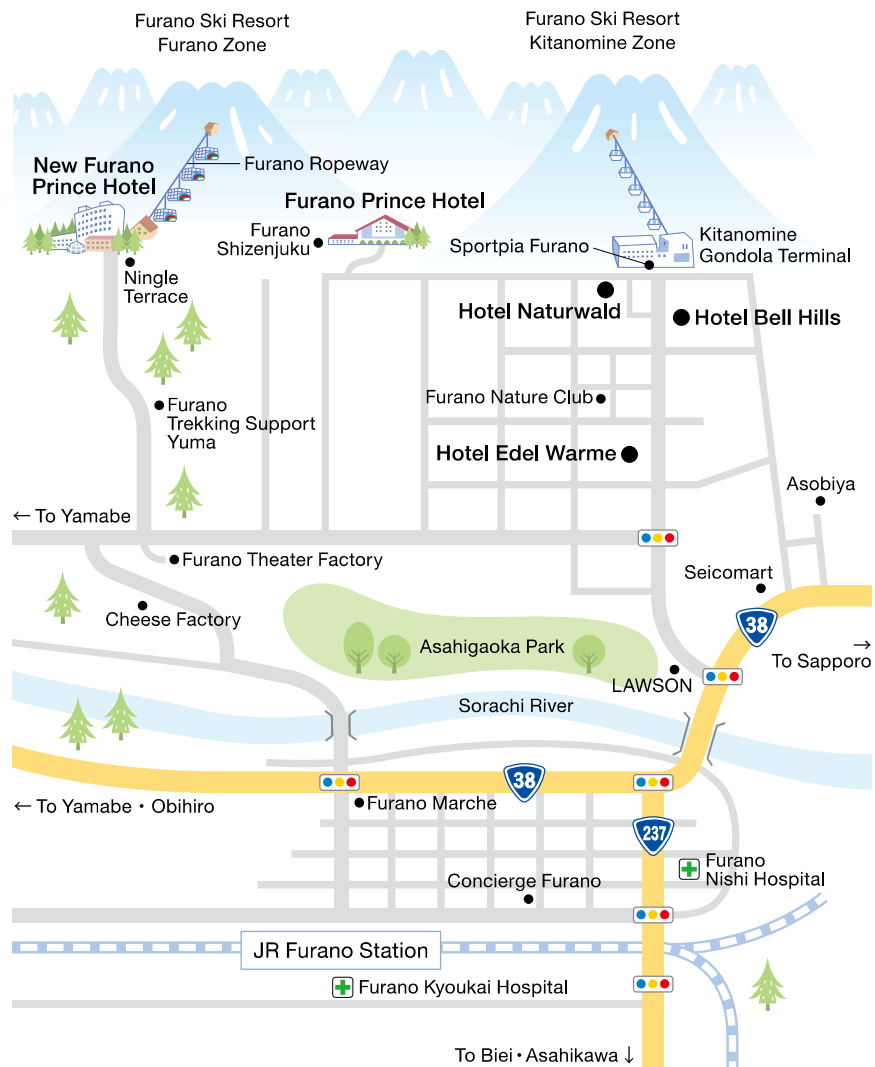 Furano Ski Resort
Furano Zone
Furano Ski Resort
Kitanomine Zone
New Furano
Prince Hotel
Furano Ropeway
Furano Prince Hotel
Furano
Shizenjuku
Sportpia Furano
Kitanomine
Gondola Terminal
Ningle
Terrace
Hotel Naturwald
Hotel Bell Hills
Furano
Trekking Support
Yuma
Furano Nature Club
Hotel Edel Warme
Asobiya
← To Yamabe
Furano Theater Factory
Seicomart
Cheese Factory
38
Asahigaoka Park
→
To Sapporo
LAWSON
Sorachi River
38
← To Yamabe・Obihiro
Furano Marche
237
Furano
Nishi Hospital
Concierge Furano
JR Furano Station
Furano Kyoukai Hospital
To Biei・Asahikawa ↓